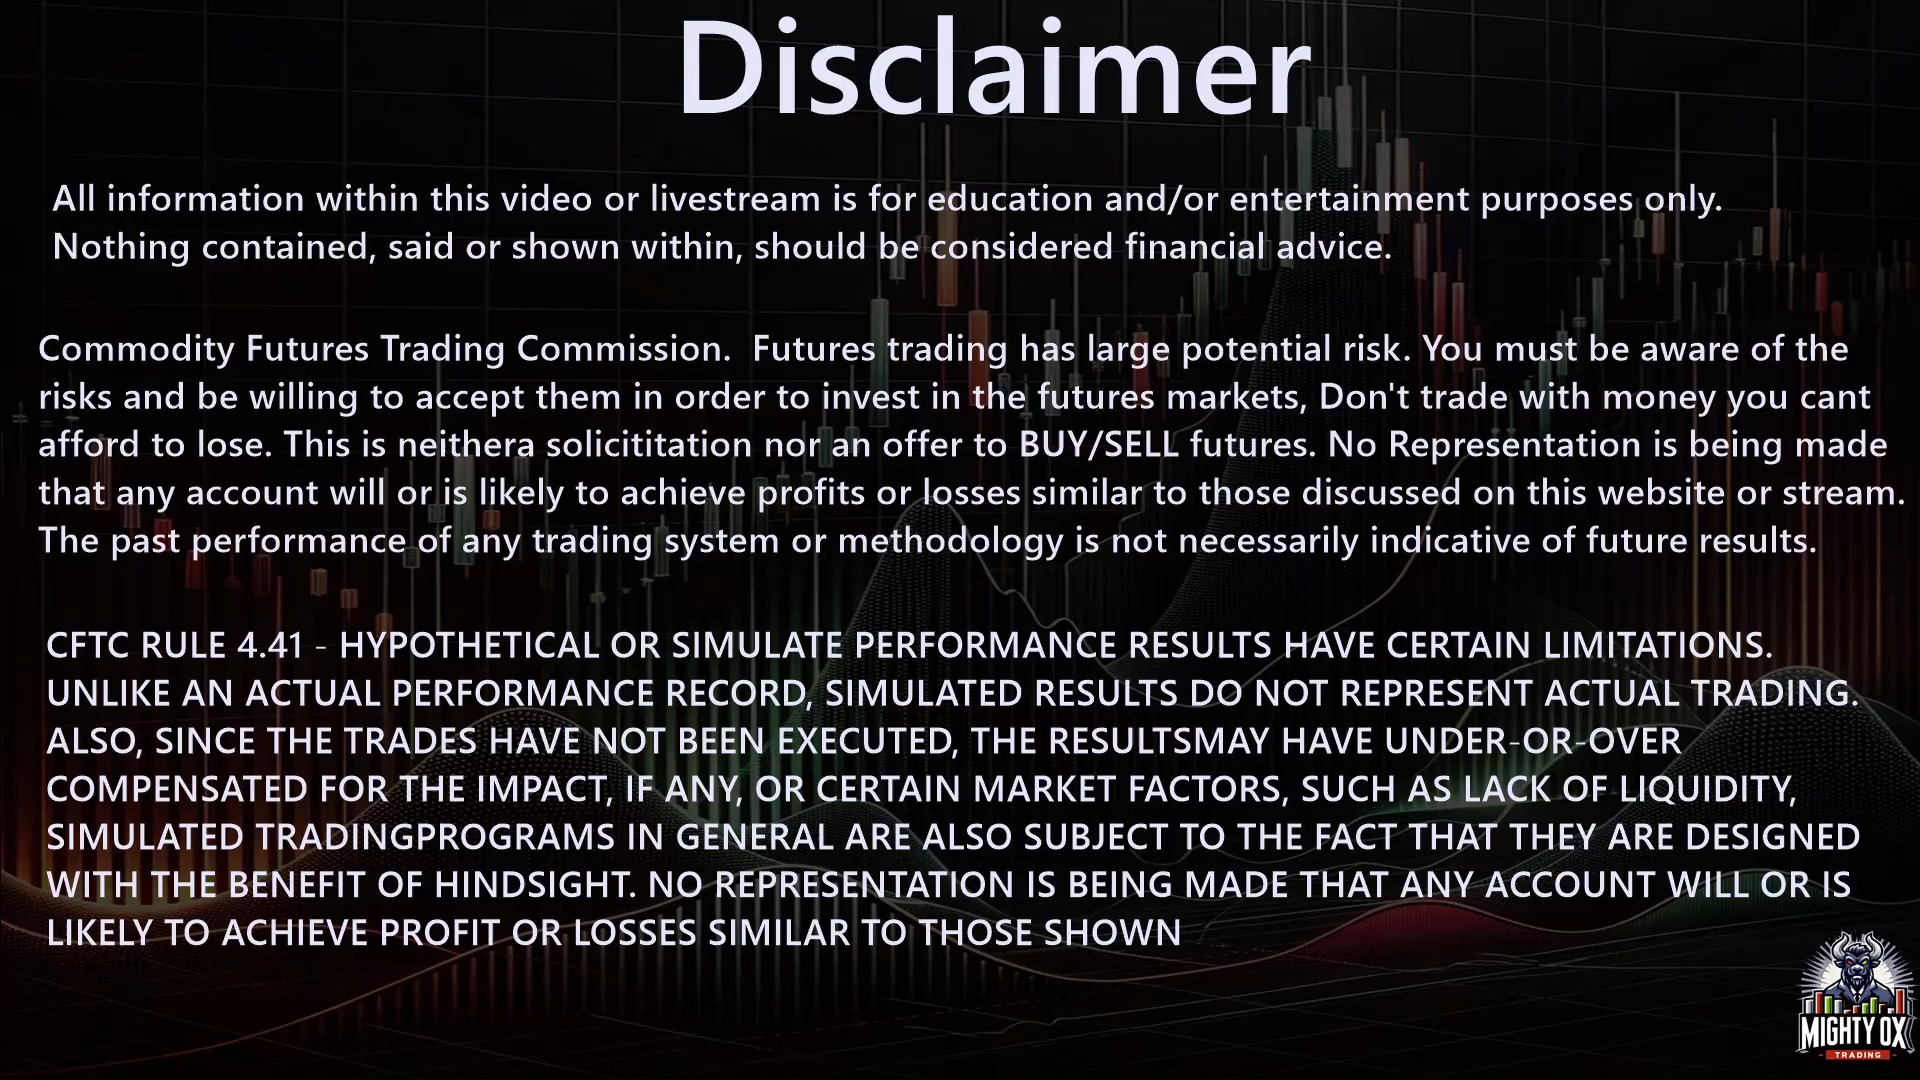 Disclaimer
All information within this video or livestream is for education and/or entertainment purposes only.
Nothing contained, said or shown within, should be considered financial advice.
Commodity Futures Trading Commission.  Futures trading has large potential risk. You must be aware of the
risks and be willing to accept them in order to invest in the futures markets, Don't trade with money you cant
afford to lose. This is neithera solicititation nor an offer to BUY/SELL futures. No Representation is being made
that any account will or is likely to achieve profits or losses similar to those discussed on this website or stream.
The past performance of any trading system or methodology is not necessarily indicative of future results.
CFTC RULE 4.41 - HYPOTHETICAL OR SIMULATE PERFORMANCE RESULTS HAVE CERTAIN LIMITATIONS.
UNLIKE AN ACTUAL PERFORMANCE RECORD, SIMULATED RESULTS DO NOT REPRESENT ACTUAL TRADING.
ALSO, SINCE THE TRADES HAVE NOT BEEN EXECUTED, THE RESULTSMAY HAVE UNDER-OR-OVER
COMPENSATED FOR THE IMPACT, IF ANY, OR CERTAIN MARKET FACTORS, SUCH AS LACK OF LIQUIDITY,
SIMULATED TRADINGPROGRAMS IN GENERAL ARE ALSO SUBJECT TO THE FACT THAT THEY ARE DESIGNED
WITH THE BENEFIT OF HINDSIGHT. NO REPRESENTATION IS BEING MADE THAT ANY ACCOUNT WILL OR IS
LIKELY TO ACHIEVE PROFIT OR LOSSES SIMILAR TO THOSE SHOWN
MIGHTY OX
TRADING